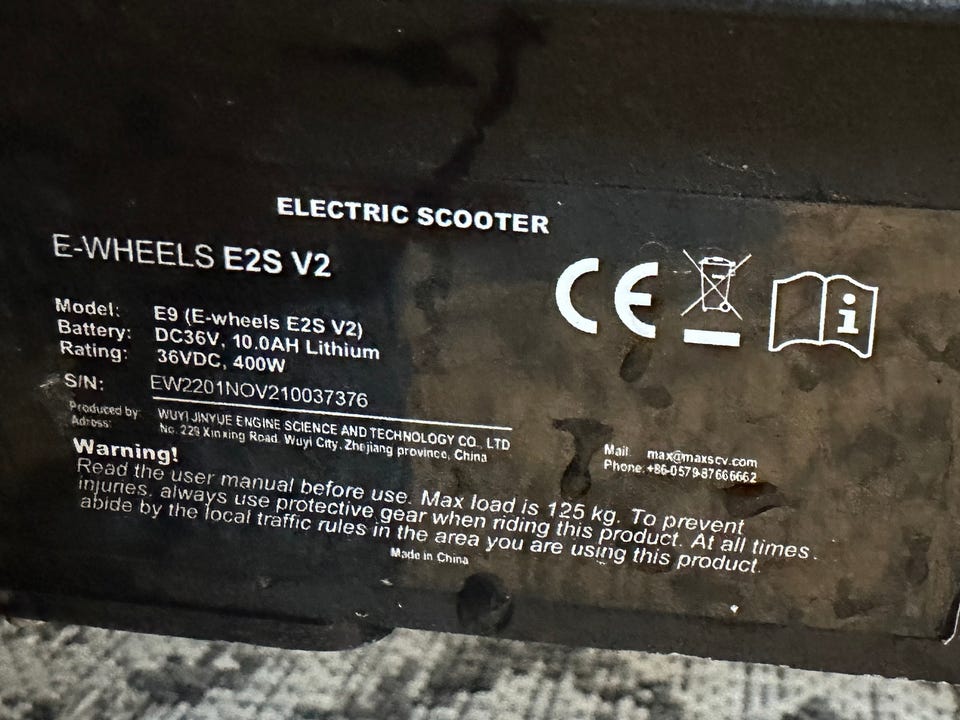 ELECTRIC SCOOTER
E-WHEELS E2S V2
Model: E9 (E-wheels E2S V2)
Battery: DC36V, 10.0AH Lithium
Rating: 36VDC, 400W
S/N: EW2201NOV210037376
Produced by: WUYI JINYUE ENGINE SCIENCE AND TECHNOLOGY CO., LTD
Adress: No. 229 Xinxing Road, Wuyi City, Zhejiang province, China
CE
i
Mail: max@maxscv.com
Phone: +86-0579-87666662
Warning!
Read the user manual before use. Max load is 125 kg. To prevent
injuries, always use protective gear when riding this product. At all times
abide by the local traffic rules in the area you are using this product.
Made in China